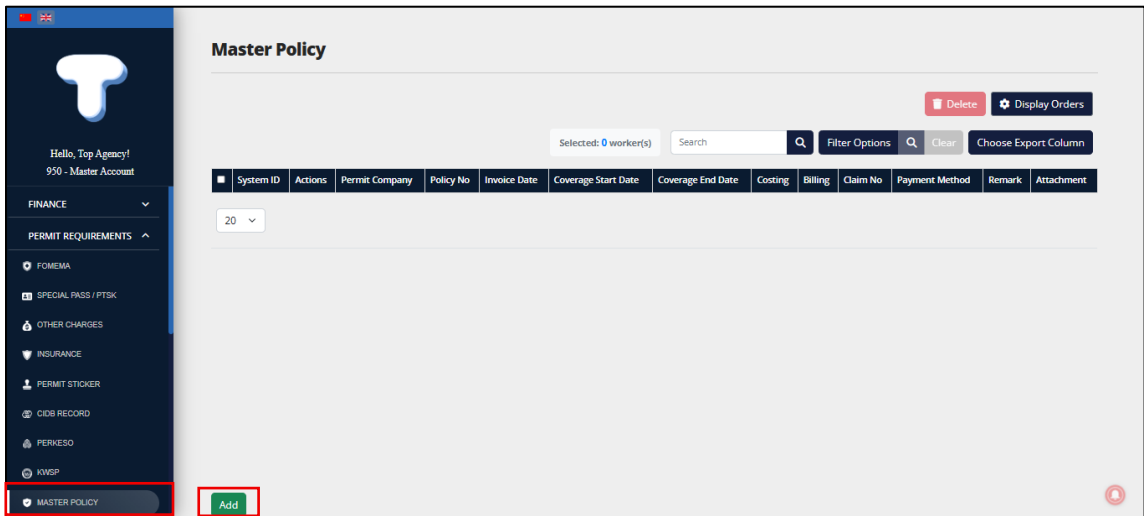 Master Policy
Delete
Display Orders
Selected: 0 worker(s)
Search
Filter Options
Clear
Choose Export Column
System ID Actions Permit Company Policy No Invoice Date Coverage Start Date Coverage End Date Costing Billing Claim No Payment Method Remark Attachment
20
Add
T
Hello, Top Agency!
950 - Master Account
FINANCE
PERMIT REQUIREMENTS
FOMEMA
SPECIAL PASS / PTSK
OTHER CHARGES
INSURANCE
PERMIT STICKER
CIDB RECORD
PERKESO
KWSP
MASTER POLICY